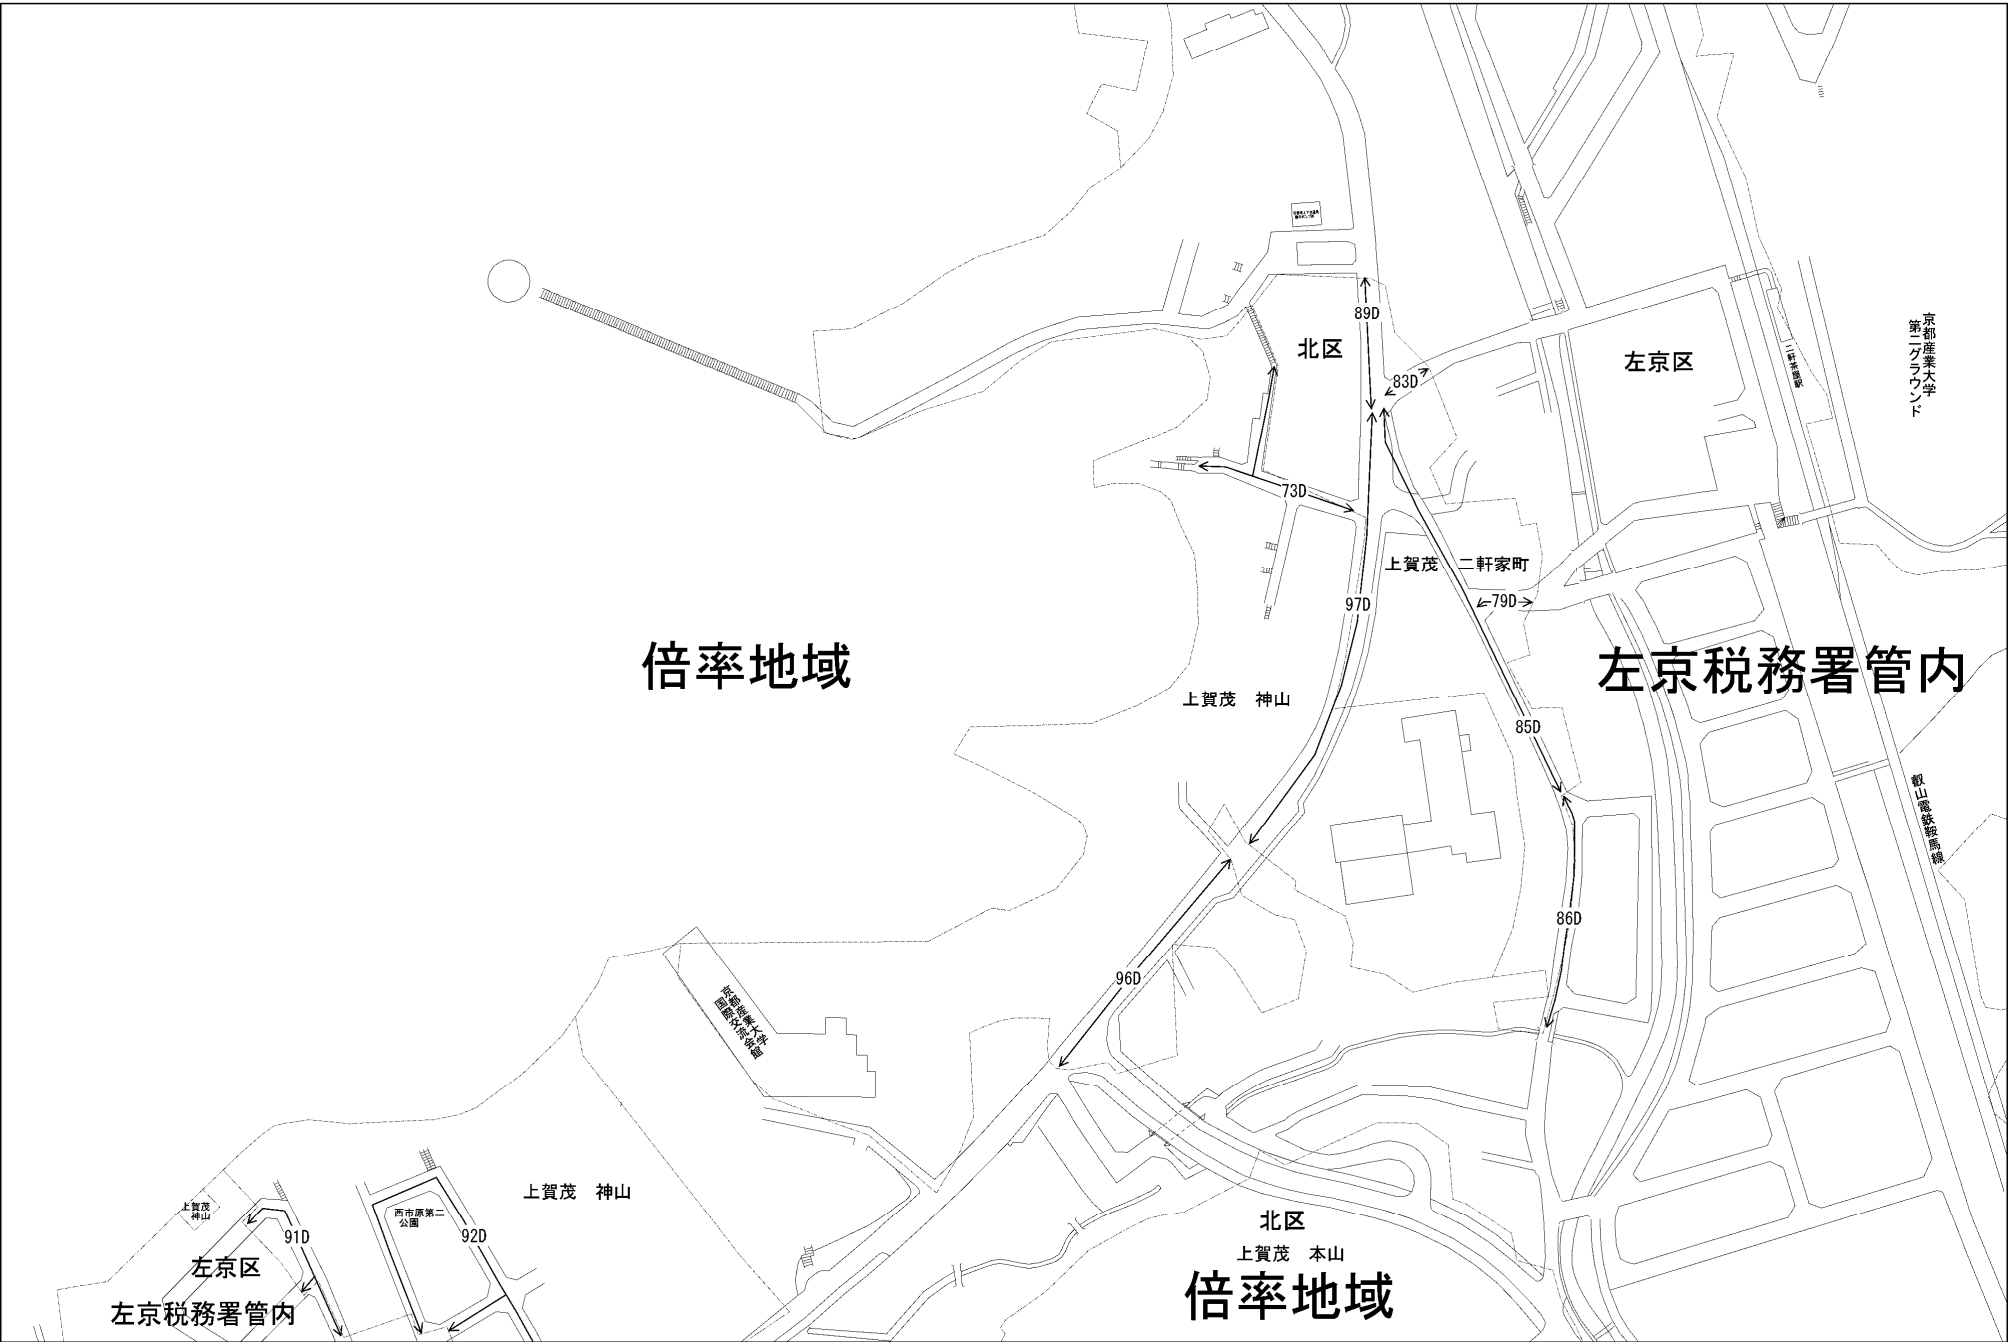 89D
北区
83D
左京区
二軒茶屋駅
京都産業大学
第二グラウンド
73D
上賀茂　二軒家町
79D
97D
倍率地域
左京税務署管内
上賀茂　神山
85D
叡山電鉄鞍馬線
86D
96D
京都産業大学
国際交流会館
上賀茂　神山
上賀茂
神山
西市原第二
公園
91D
92D
左京区
左京税務署管内
北区
上賀茂　本山
倍率地域